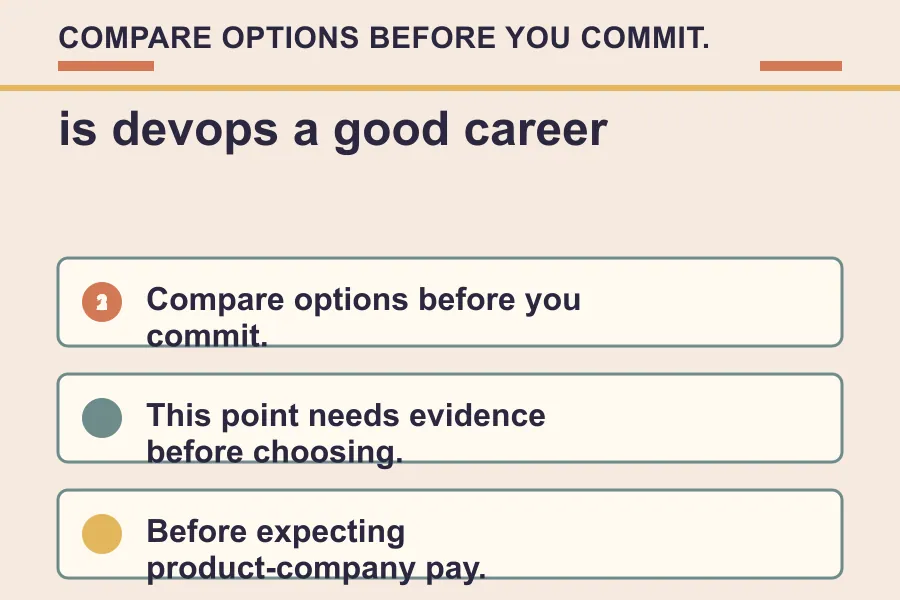 COMPARE OPTIONS BEFORE YOU COMMIT.
is devops a good career
Compare options before you
commit.
This point needs evidence
before choosing.
Before expecting
product-company pay.